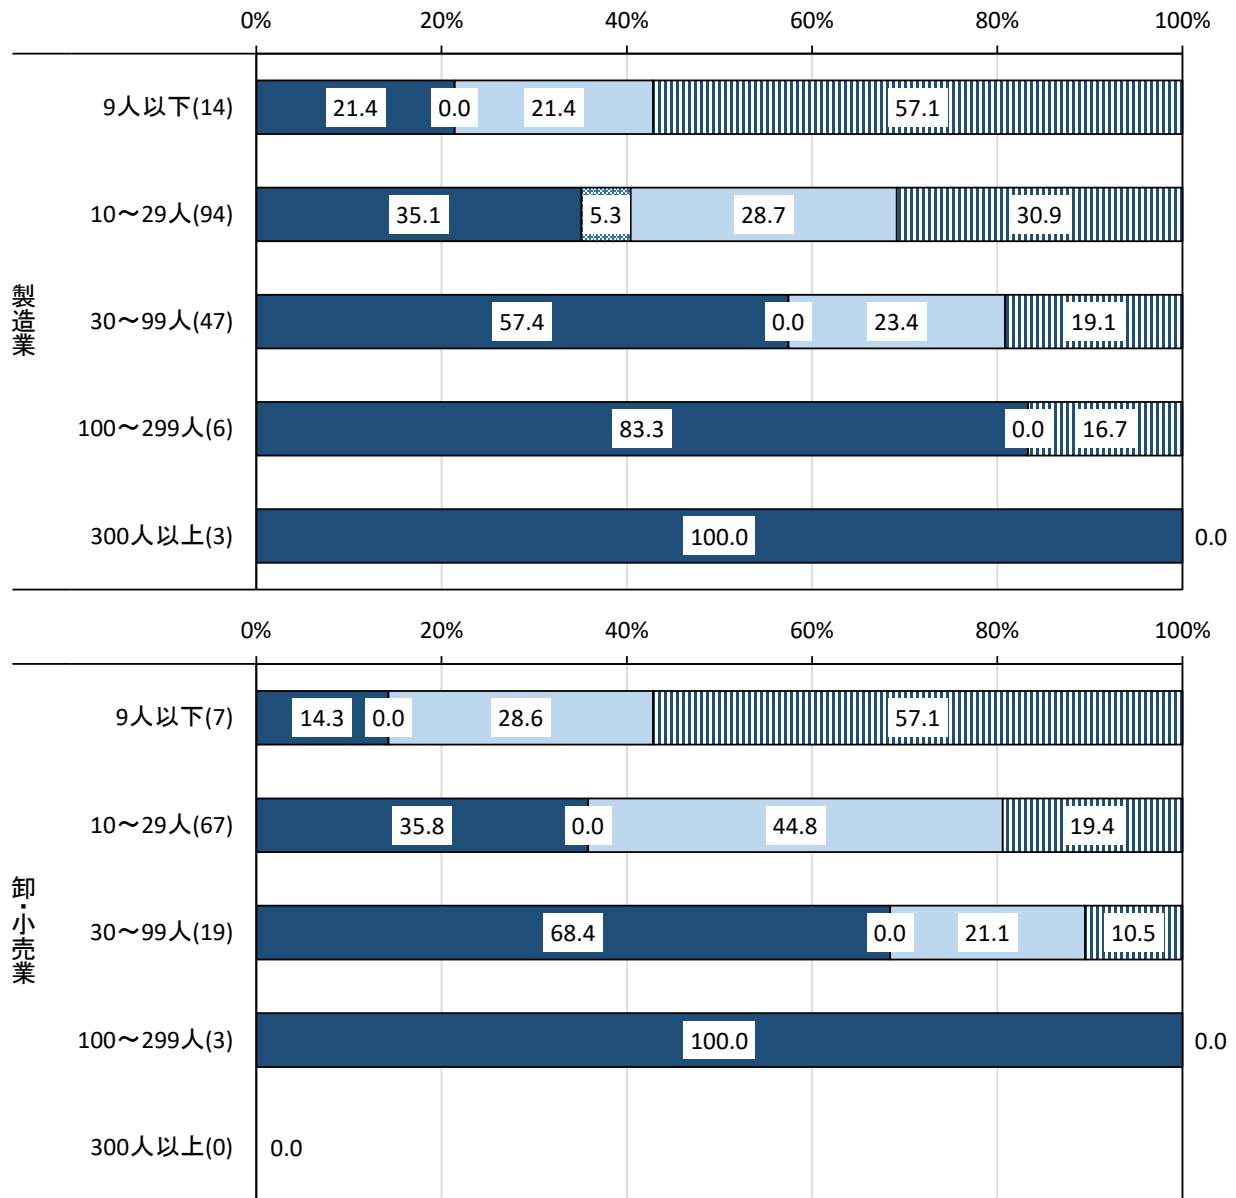 0% 20% 40% 60% 80% 100%
製造業
9人以下(14) 21.4 0.0 21.4 57.1
10～29人(94) 35.1 5.3 28.7 30.9
30～99人(47) 57.4 0.0 23.4 19.1
100～299人(6) 83.3 0.0 16.7
300人以上(3) 100.0 0.0
0% 20% 40% 60% 80% 100%
卸・小売業
9人以下(7) 14.3 0.0 28.6 57.1
10～29人(67) 35.8 0.0 44.8 19.4
30～99人(19) 68.4 0.0 21.1 10.5
100～299人(3) 100.0 0.0
300人以上(0) 0.0